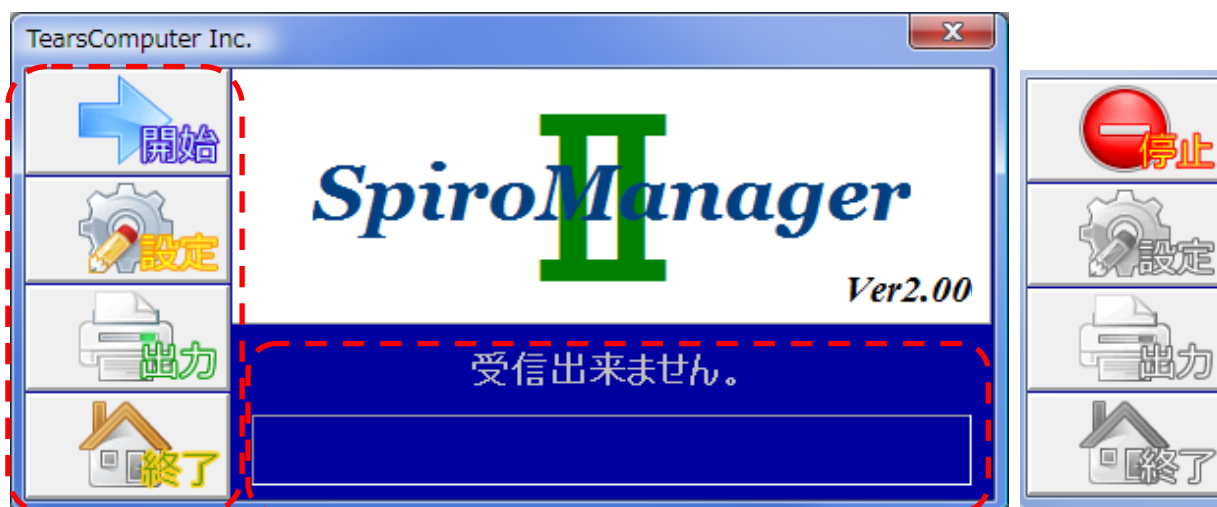 TearsComputer Inc.
開始
設定
出力
終了
II
SpiroManager
Ver2.00
受信出来ません。
停止
設定
出力
終了